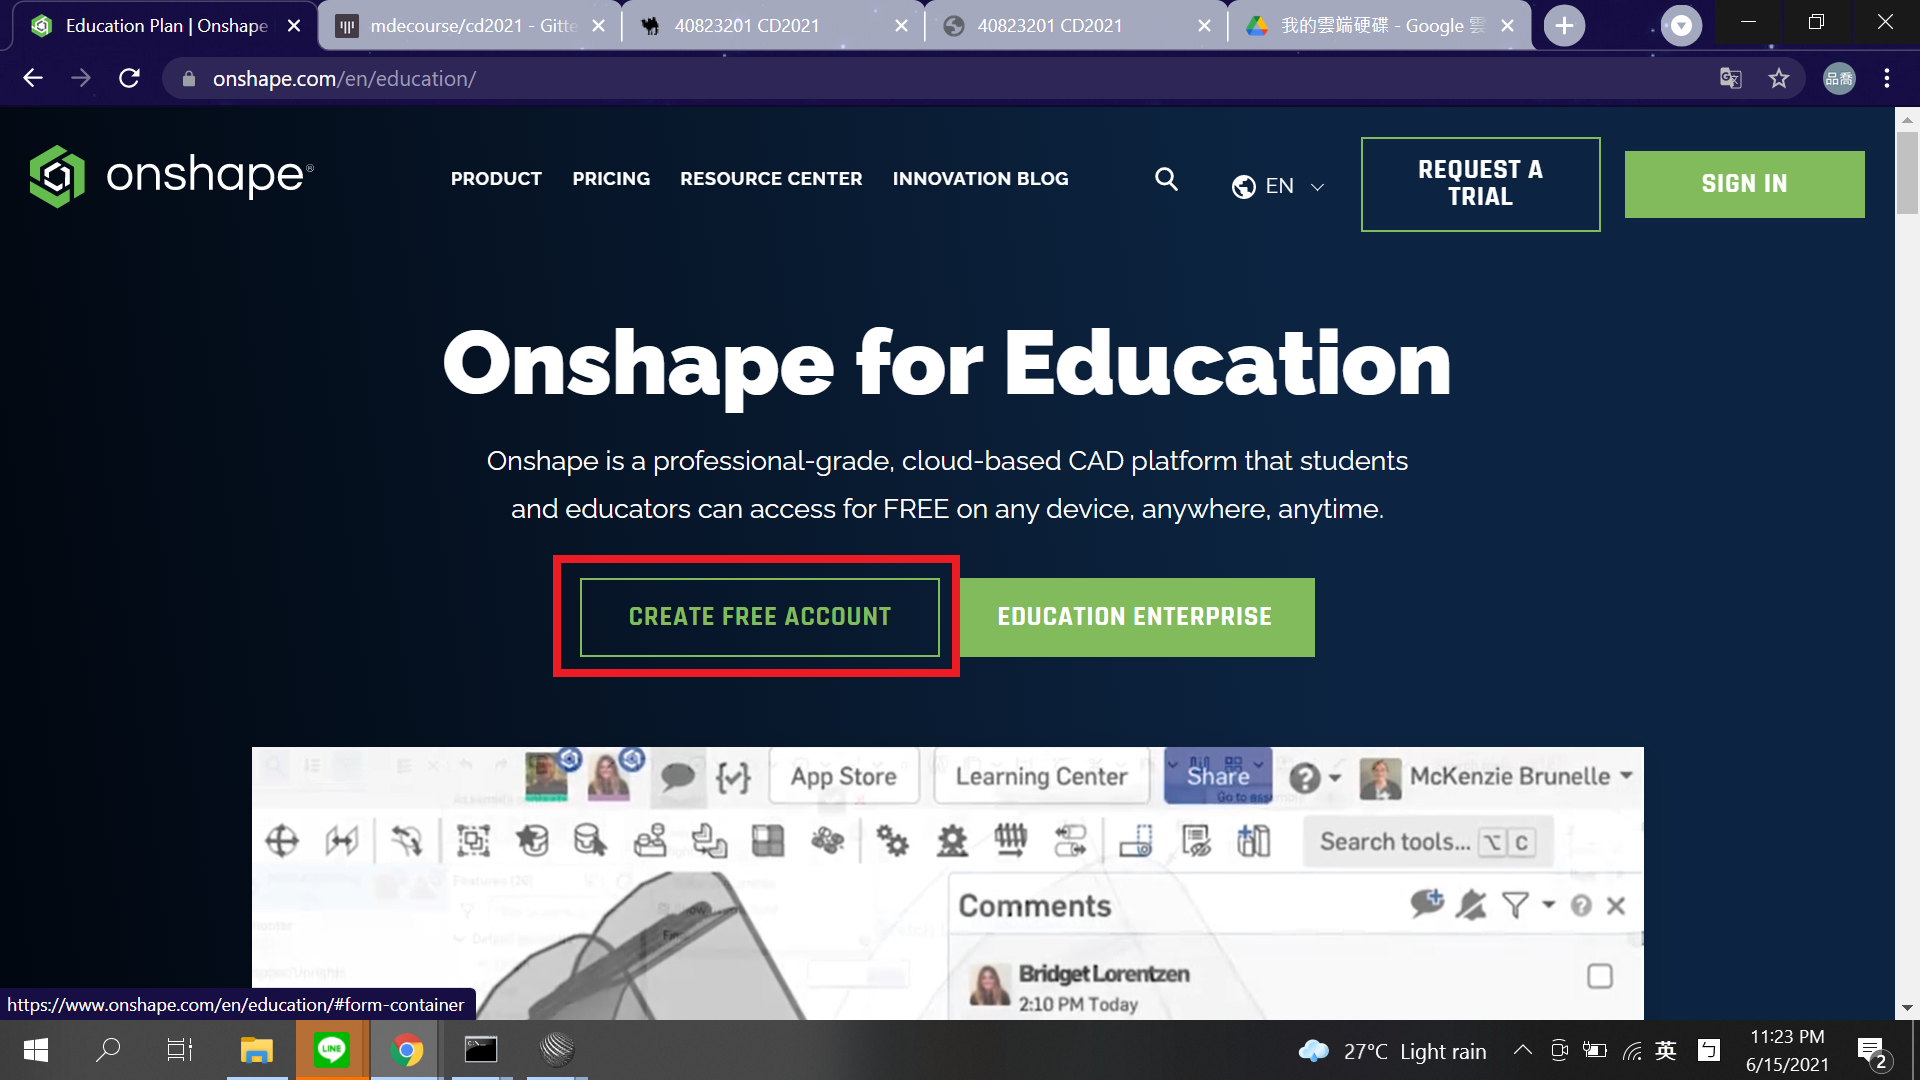 Education Plan | Onshape
mdecourse/cd2021 - Gitte
40823201 CD2021
40823201 CD2021
我的雲端硬碟 - Google 雲
onshape.com/en/education/
品喬
onshape®
PRODUCT
PRICING
RESOURCE CENTER
INNOVATION BLOG
EN
REQUEST A
TRIAL
SIGN IN
Onshape for Education
Onshape is a professional-grade, cloud-based CAD platform that students
and educators can access for FREE on any device, anywhere, anytime.
CREATE FREE ACCOUNT
EDUCATION ENTERPRISE
App Store
Learning Center
Share
McKenzie Brunelle
Search tools... ⌥ C
Comments
Bridget Lorentzen
2:10 PM Today
https://www.onshape.com/en/education/#form-container
LINE
27°C Light rain
英
ㄅ
11:23 PM
6/15/2021
2